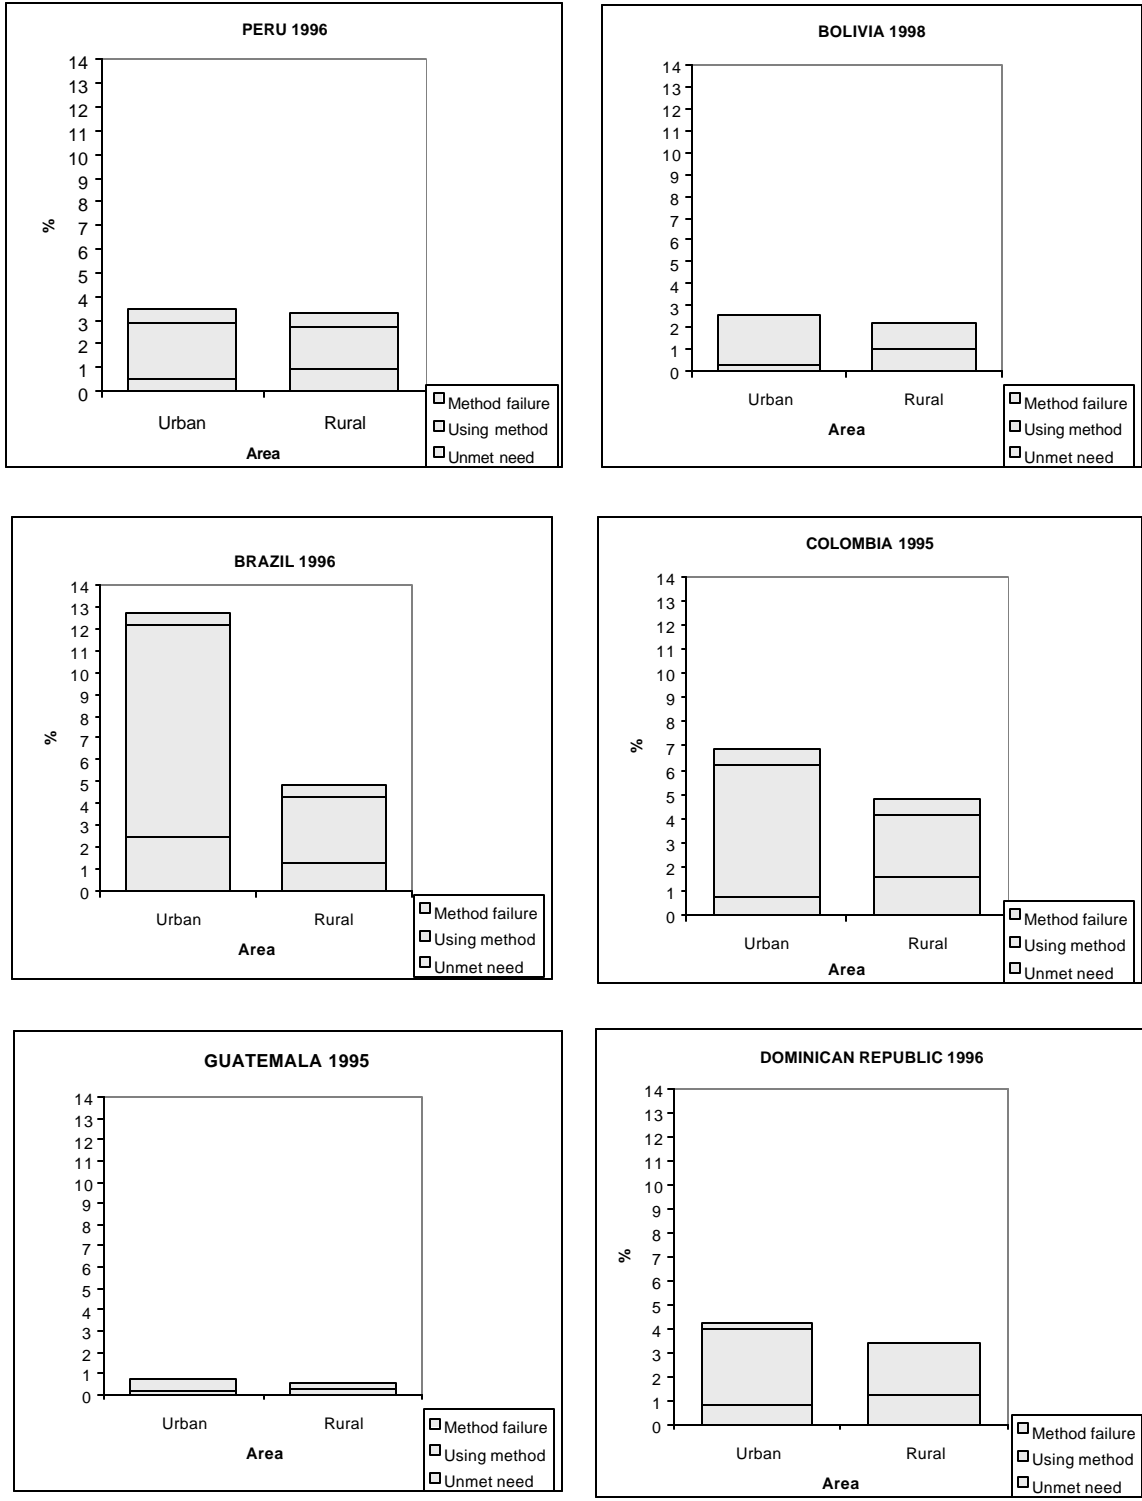 PERU 1996
14
13
12
11
10
9
8
7
6
5
4
3
2
1
0
%
Urban Rural
Area
Method failure
Using method
Unmet need
BOLIVIA 1998
14
13
12
11
10
9
8
7
6
5
4
3
2
1
0
Urban Rural
Area
Method failure
Using method
Unmet need
BRAZIL 1996
14
13
12
11
10
9
8
7
6
5
4
3
2
1
0
%
Urban Rural
Area
Method failure
Using method
Unmet need
COLOMBIA 1995
14
13
12
11
10
9
8
7
6
5
4
3
2
1
0
%
Urban Rural
Area
Method failure
Using method
Unmet need
GUATEMALA 1995
14
13
12
11
10
9
8
7
6
5
4
3
2
1
0
Urban Rural
Area
Method failure
Using method
Unmet need
DOMINICAN REPUBLIC 1996
14
13
12
11
10
9
8
7
6
5
4
3
2
1
0
%
Urban Rural
Area
Method failure
Using method
Unmet need